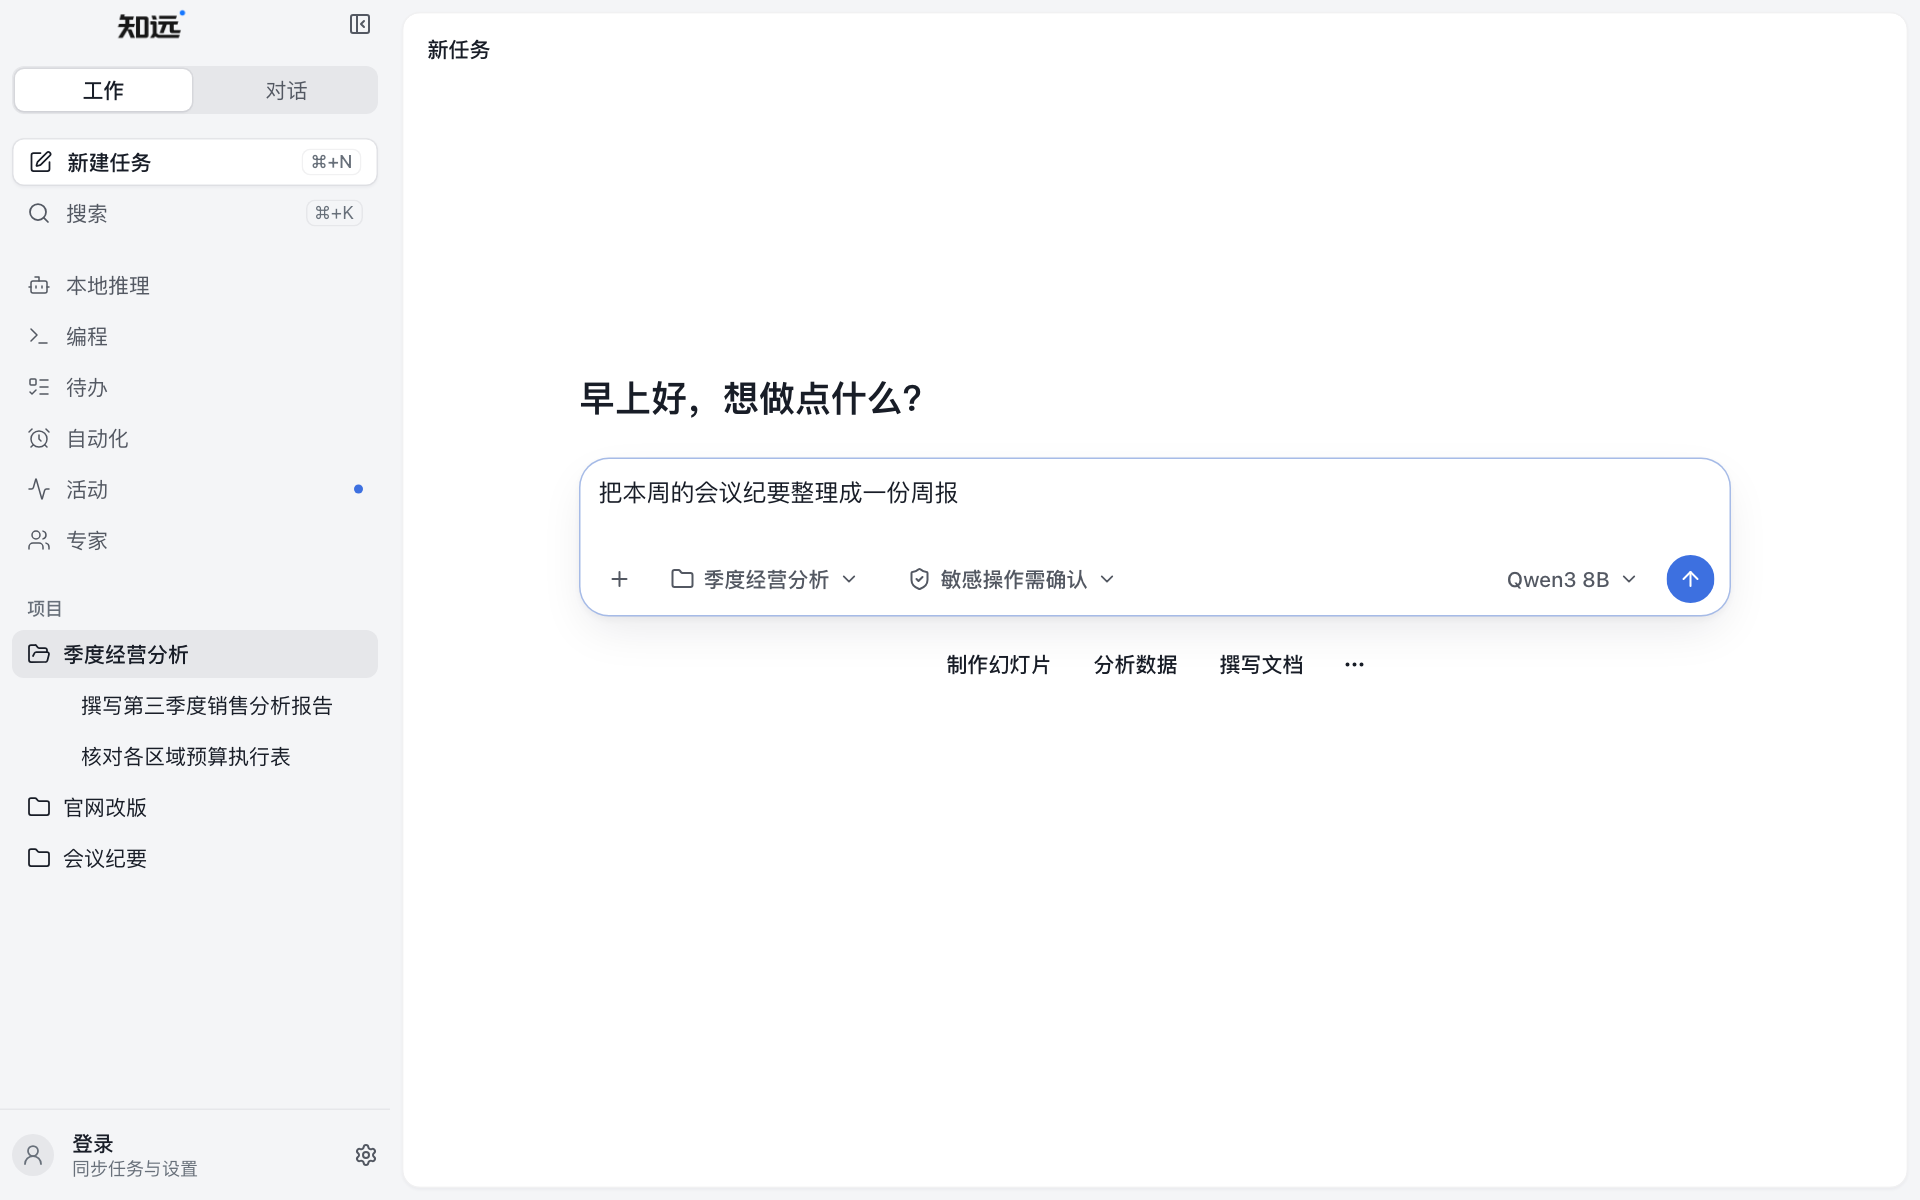 知远
工作
对话
新建任务
⌘+N
搜索
⌘+K
本地推理
编程
待办
自动化
活动
专家
项目
季度经营分析
撰写第三季度销售分析报告
核对各区域预算执行表
官网改版
会议纪要
登录
同步任务与设置
新任务
早上好，想做点什么？
把本周的会议纪要整理成一份周报
季度经营分析
敏感操作需确认
Qwen3 8B
制作幻灯片
分析数据
撰写文档